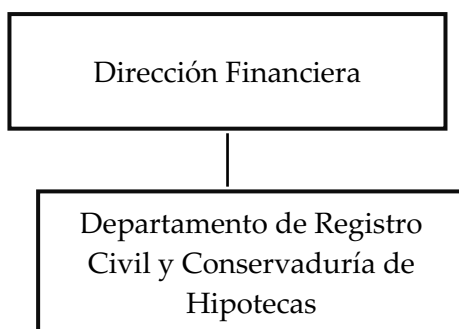 Dirección Financiera
Departamento de Registro
Civil y Conservaduría de
Hipotecas